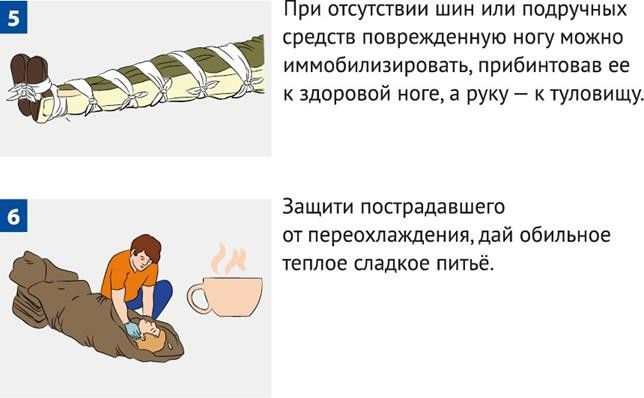 5
При отсутствии шин или подручных
средств поврежденную ногу можно
иммобилизировать, прибинтовав ее
к здоровой ноге, а руку — к туловищу.
6
Защити пострадавшего
от переохлаждения, дай обильное
теплое сладкое питьё.